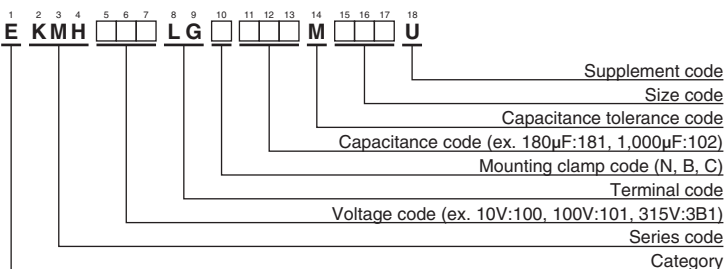 1 2 3 4 5 6 7 8 9 10 11 12 13 14 15 16 17 18
E KMH □□□ LG □ □□□ M □□□ U
Supplement code
Size code
Capacitance tolerance code
Capacitance code (ex. 180µF:181, 1,000µF:102)
Mounting clamp code (N, B, C)
Terminal code
Voltage code (ex. 10V:100, 100V:101, 315V:3B1)
Series code
Category